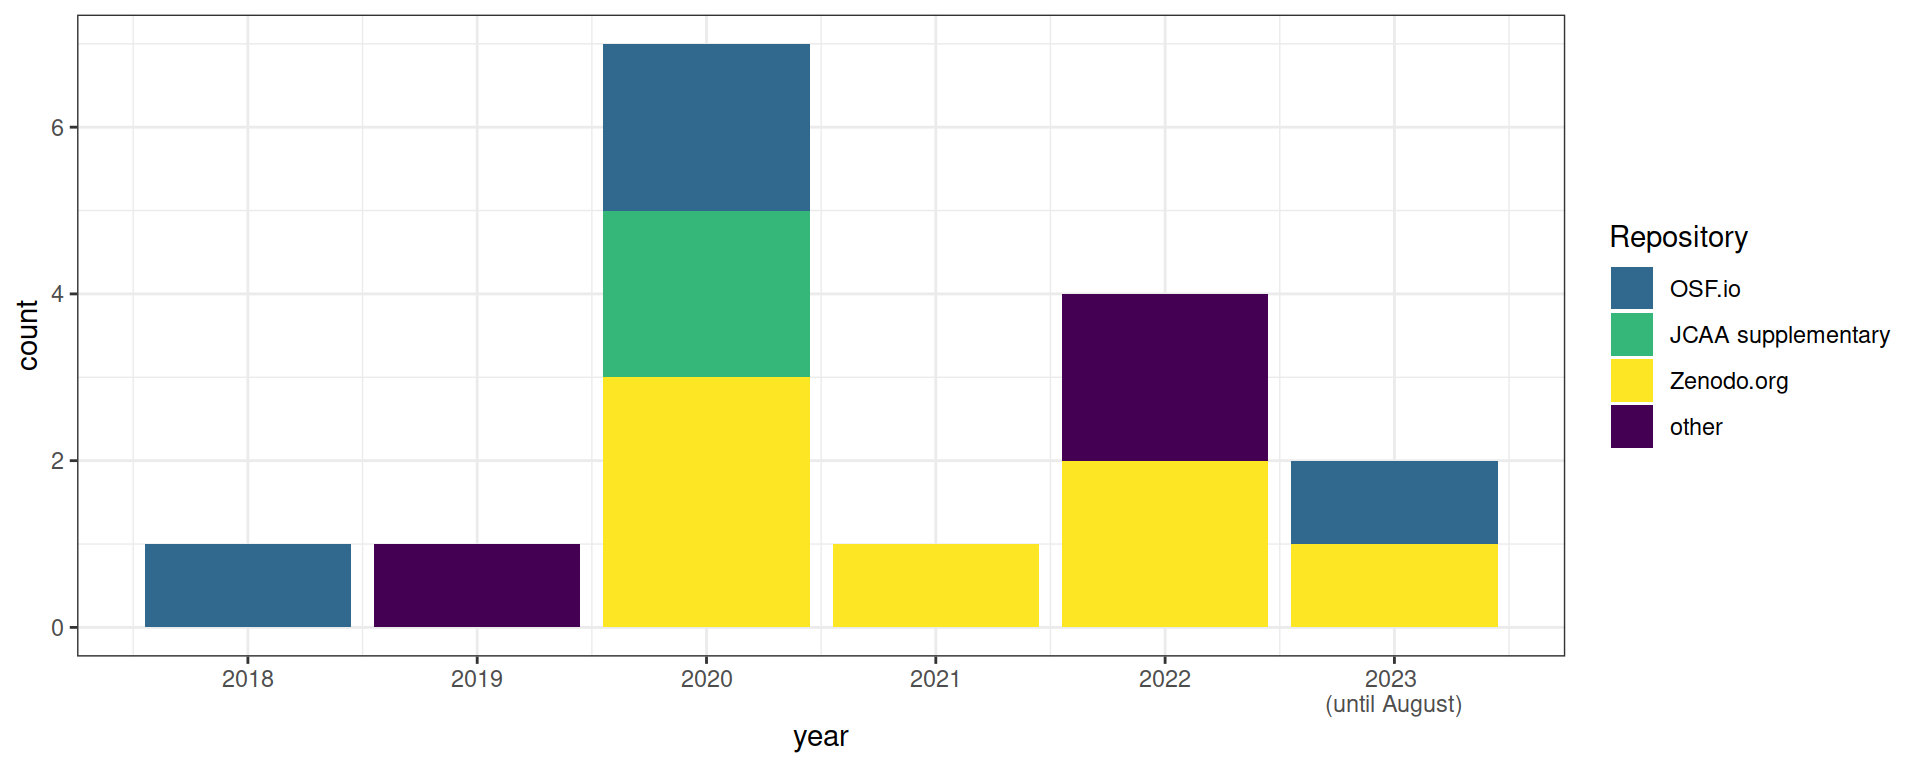 6
4
2
0
count
2018
2019
2020
2021
2022
2023
(until August)
year
Repository
OSF.io
JCAA supplementary
Zenodo.org
other